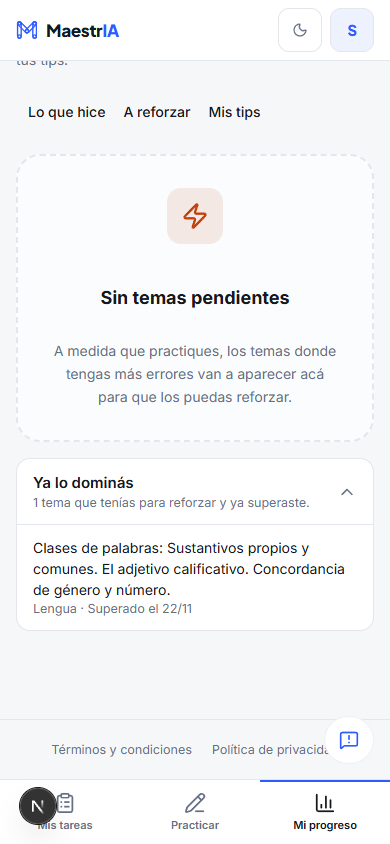 MaestrIA
S
tus tips.
Lo que hice
A reforzar
Mis tips
Sin temas pendientes
A medida que practiques, los temas donde
tengas más errores van a aparecer acá
para que los puedas reforzar.
Ya lo dominás
1 tema que tenías para reforzar y ya superaste.
Clases de palabras: Sustantivos propios y
comunes. El adjetivo calificativo. Concordancia
de género y número.
Lengua · Superado el 22/11
Términos y condiciones
Política de privacida
N
Mis tareas
Practicar
Mi progreso